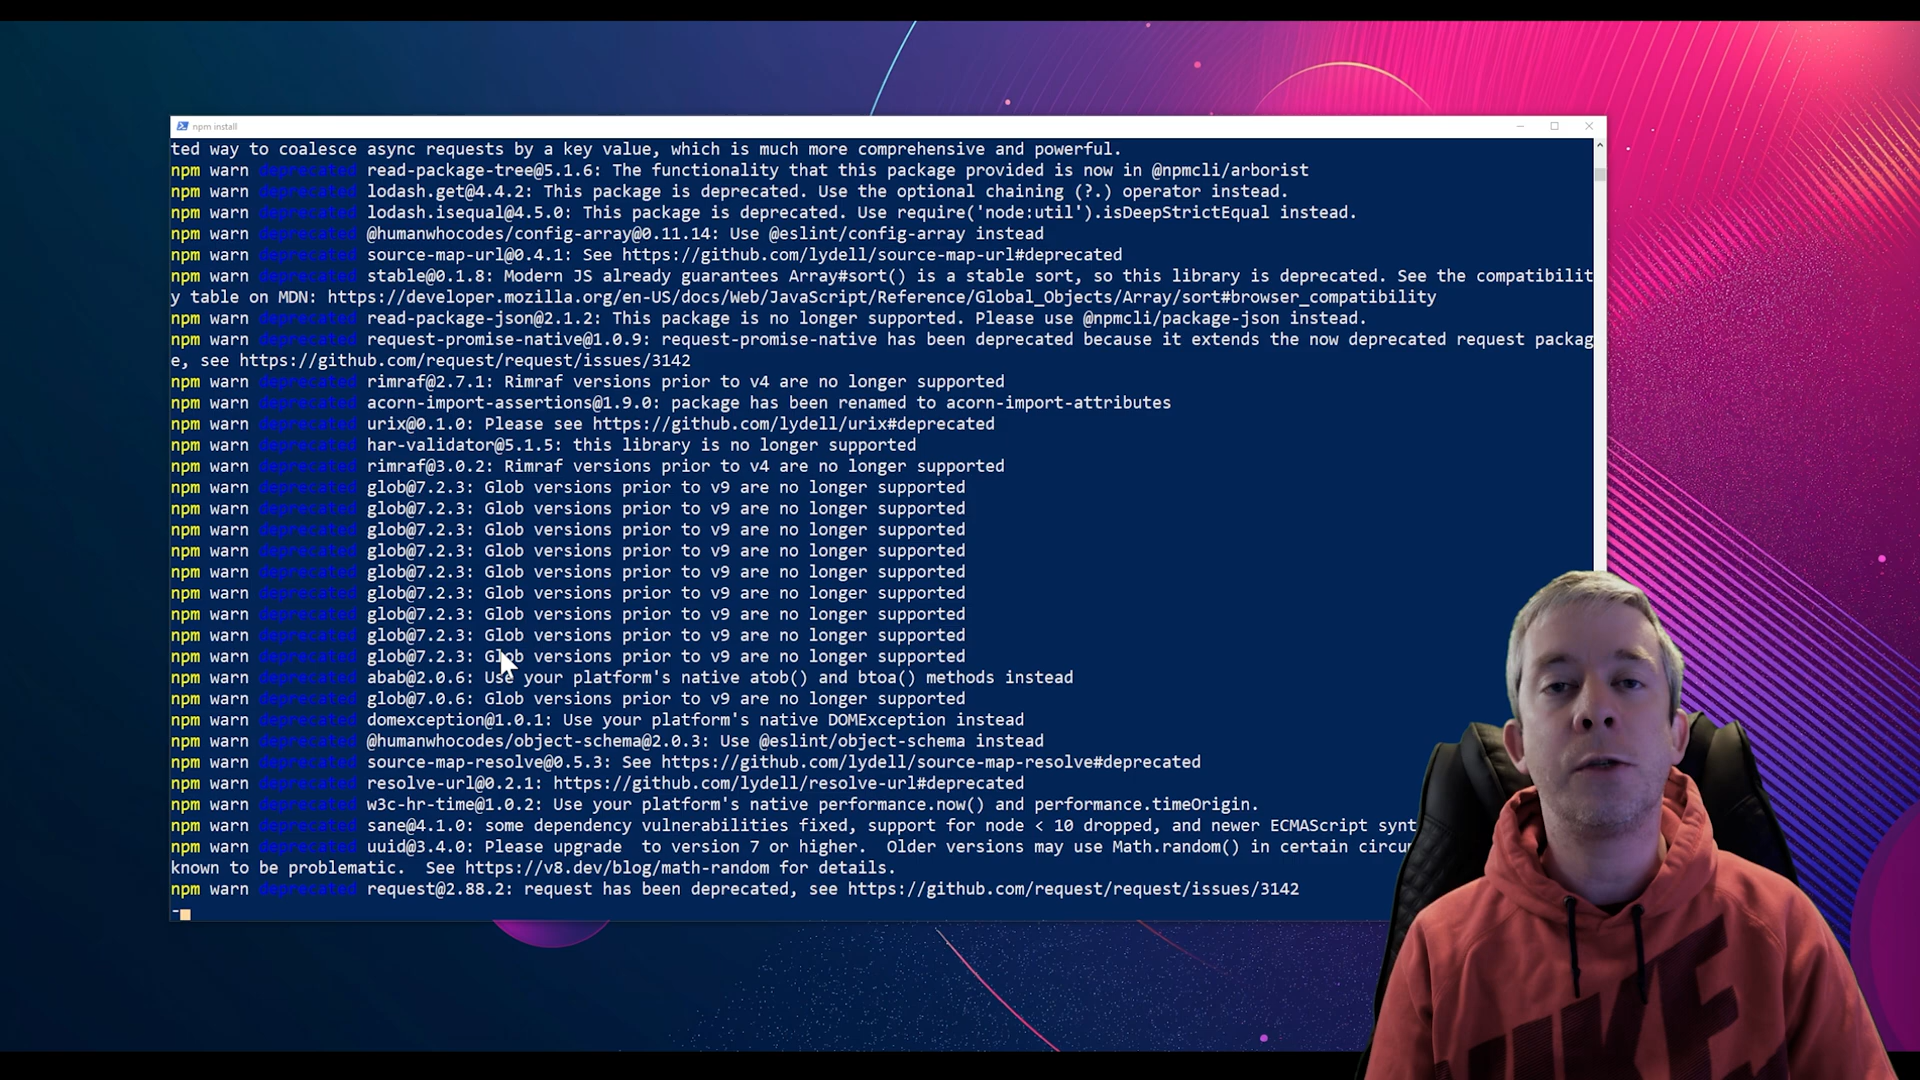 npm install
ted way to coalesce async requests by a key value, which is much more comprehensive and powerful.
npm warn deprecated read-package-tree@5.1.6: The functionality that this package provided is now in @npmcli/arborist
npm warn deprecated lodash.get@4.4.2: This package is deprecated. Use the optional chaining (?.) operator instead.
npm warn deprecated lodash.isequal@4.5.0: This package is deprecated. Use require('node:util').isDeepStrictEqual instead.
npm warn deprecated @humanwhocodes/config-array@0.11.14: Use @eslint/config-array instead
npm warn deprecated source-map-url@0.4.1: See https://github.com/lydell/source-map-url#deprecated
npm warn deprecated stable@0.1.8: Modern JS already guarantees Array#sort() is a stable sort, so this library is deprecated. See the compatibilit
y table on MDN: https://developer.mozilla.org/en-US/docs/Web/JavaScript/Reference/Global_Objects/Array/sort#browser_compatibility
npm warn deprecated read-package-json@2.1.2: This package is no longer supported. Please use @npmcli/package-json instead.
npm warn deprecated request-promise-native@1.0.9: request-promise-native has been deprecated because it extends the now deprecated request packag
e, see https://github.com/request/request/issues/3142
npm warn deprecated rimraf@2.7.1: Rimraf versions prior to v4 are no longer supported
npm warn deprecated acorn-import-assertions@1.9.0: package has been renamed to acorn-import-attributes
npm warn deprecated urix@0.1.0: Please see https://github.com/lydell/urix#deprecated
npm warn deprecated har-validator@5.1.5: this library is no longer supported
npm warn deprecated rimraf@3.0.2: Rimraf versions prior to v4 are no longer supported
npm warn deprecated glob@7.2.3: Glob versions prior to v9 are no longer supported
npm warn deprecated glob@7.2.3: Glob versions prior to v9 are no longer supported
npm warn deprecated glob@7.2.3: Glob versions prior to v9 are no longer supported
npm warn deprecated glob@7.2.3: Glob versions prior to v9 are no longer supported
npm warn deprecated glob@7.2.3: Glob versions prior to v9 are no longer supported
npm warn deprecated glob@7.2.3: Glob versions prior to v9 are no longer supported
npm warn deprecated glob@7.2.3: Glob versions prior to v9 are no longer supported
npm warn deprecated glob@7.2.3: Glob versions prior to v9 are no longer supported
npm warn deprecated glob@7.2.3: Glob versions prior to v9 are no longer supported
npm warn deprecated abab@2.0.6: Use your platform's native atob() and btoa() methods instead
npm warn deprecated glob@7.0.6: Glob versions prior to v9 are no longer supported
npm warn deprecated domexception@1.0.1: Use your platform's native DOMException instead
npm warn deprecated @humanwhocodes/object-schema@2.0.3: Use @eslint/object-schema instead
npm warn deprecated source-map-resolve@0.5.3: See https://github.com/lydell/source-map-resolve#deprecated
npm warn deprecated resolve-url@0.2.1: https://github.com/lydell/resolve-url#deprecated
npm warn deprecated w3c-hr-time@1.0.2: Use your platform's native performance.now() and performance.timeOrigin.
npm warn deprecated sane@4.1.0: some dependency vulnerabilities fixed, support for node < 10 dropped, and newer ECMAScript synt
npm warn deprecated uuid@3.4.0: Please upgrade  to version 7 or higher.  Older versions may use Math.random() in certain circu
known to be problematic.  See https://v8.dev/blog/math-random for details.
npm warn deprecated request@2.88.2: request has been deprecated, see https://github.com/request/request/issues/3142
-
NIKE